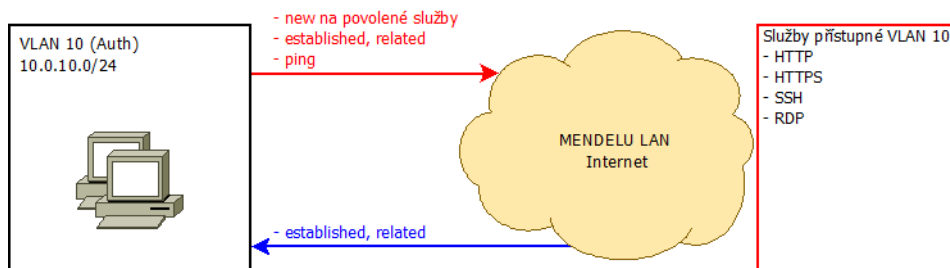 VLAN 10 (Auth)
10.0.10.0/24
- new na povolené služby
- established, related
- ping
MENDELU LAN
Internet
- established, related
Služby přístupné VLAN 10
- HTTP
- HTTPS
- SSH
- RDP